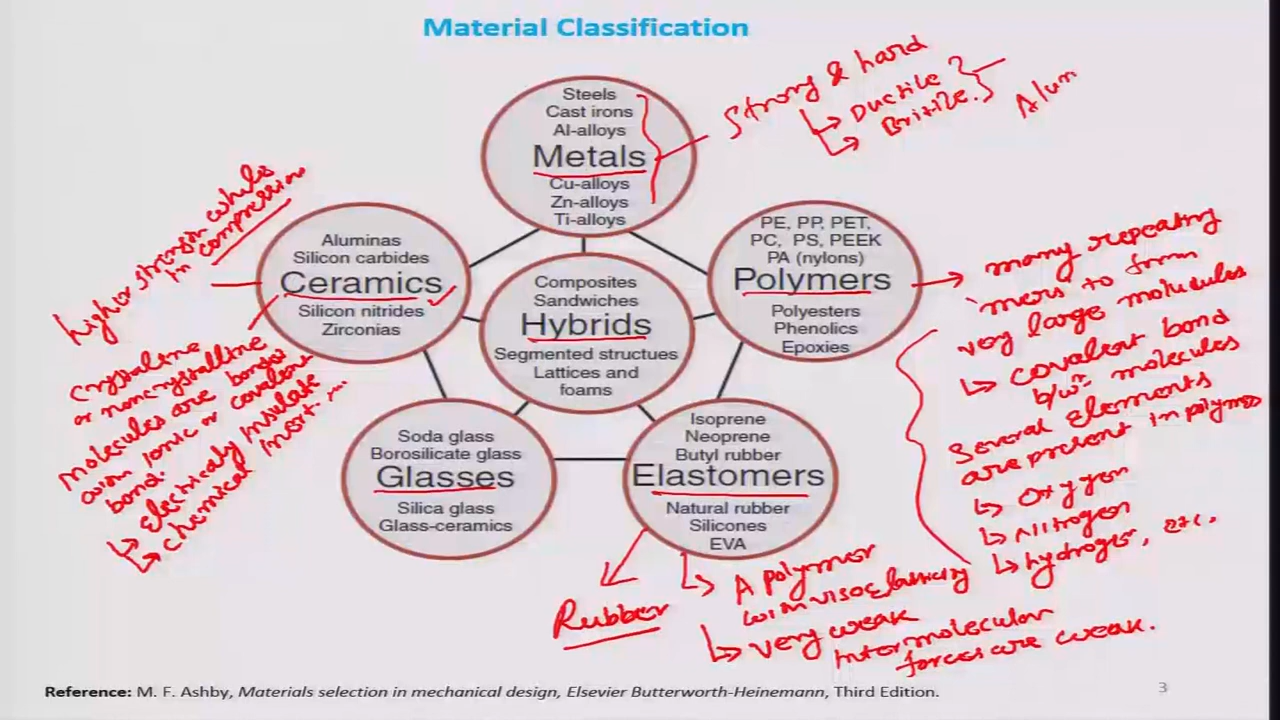 Material Classification
Steels
Cast irons
Al-alloys
Metals
Cu-alloys
Zn-alloys
Ti-alloys
Strong & hard
Ductile
Britile.
Alum
Aluminas
Silicon carbides
Ceramics
Silicon nitrides
Zirconias
higher strength while
in compression
Crystalline
or noncrystalline
molecules are bonded
ionic or covalent
bond.
electrically insulate
chemical inert....
Composites
Sandwiches
Hybrids
Segmented structues
Lattices and
foams
PE, PP, PET,
PC, PS, PEEK
PA (nylons)
Polymers
Polyesters
Phenolics
Epoxies
many repeating
'mers' to form
very large molecules
covalent bond
b/wn molecules
Several Elements
are present in polymers
Oxygen
Nitrogen
hydrogen, etc.
Soda glass
Borosilicate glass
Glasses
Silica glass
Glass-ceramics
Isoprene
Neoprene
Butyl rubber
Elastomers
Natural rubber
Silicones
EVA
Rubber
A polymer
very weak
Intermolecular
forces are weak.
Reference: M. F. Ashby, Materials selection in mechanical design, Elsevier Butterworth-Heinemann, Third Edition.
3